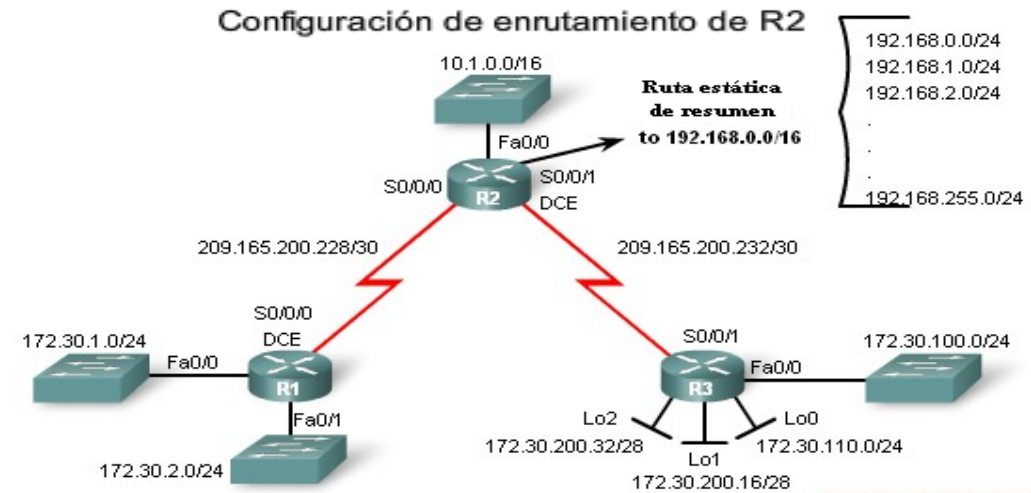 Configuración de enrutamiento de R2
192.168.0.0/24
192.168.1.0/24
192.168.2.0/24
.
.
.
192.168.255.0/24
10.1.0.0/16
Ruta estática
de resumen
to 192.168.0.0/16
Fa0/0
S0/0/0
R2
S0/0/1
DCE
209.165.200.228/30
209.165.200.232/30
S0/0/0
DCE
172.30.1.0/24
Fa0/0
R1
Fa0/1
172.30.2.0/24
S0/0/1
172.30.100.0/24
Fa0/0
R3
Lo2
Lo0
172.30.200.32/28
172.30.110.0/24
Lo1
172.30.200.16/28